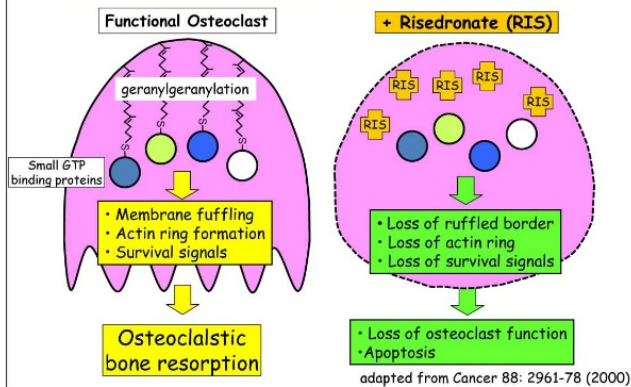 Functional Osteoclast
geranylgeranylation
S
S
S
S
Small GTP
binding proteins
• Membrane fuffling
• Actin ring formation
• Survival signals
Osteoclalstic
bone resorption
+ Risedronate (RIS)
RIS
RIS
RIS
RIS
RIS
• Loss of ruffled border
• Loss of actin ring
• Loss of survival signals
• Loss of osteoclast function
•Apoptosis
adapted from Cancer 88: 2961-78 (2000)